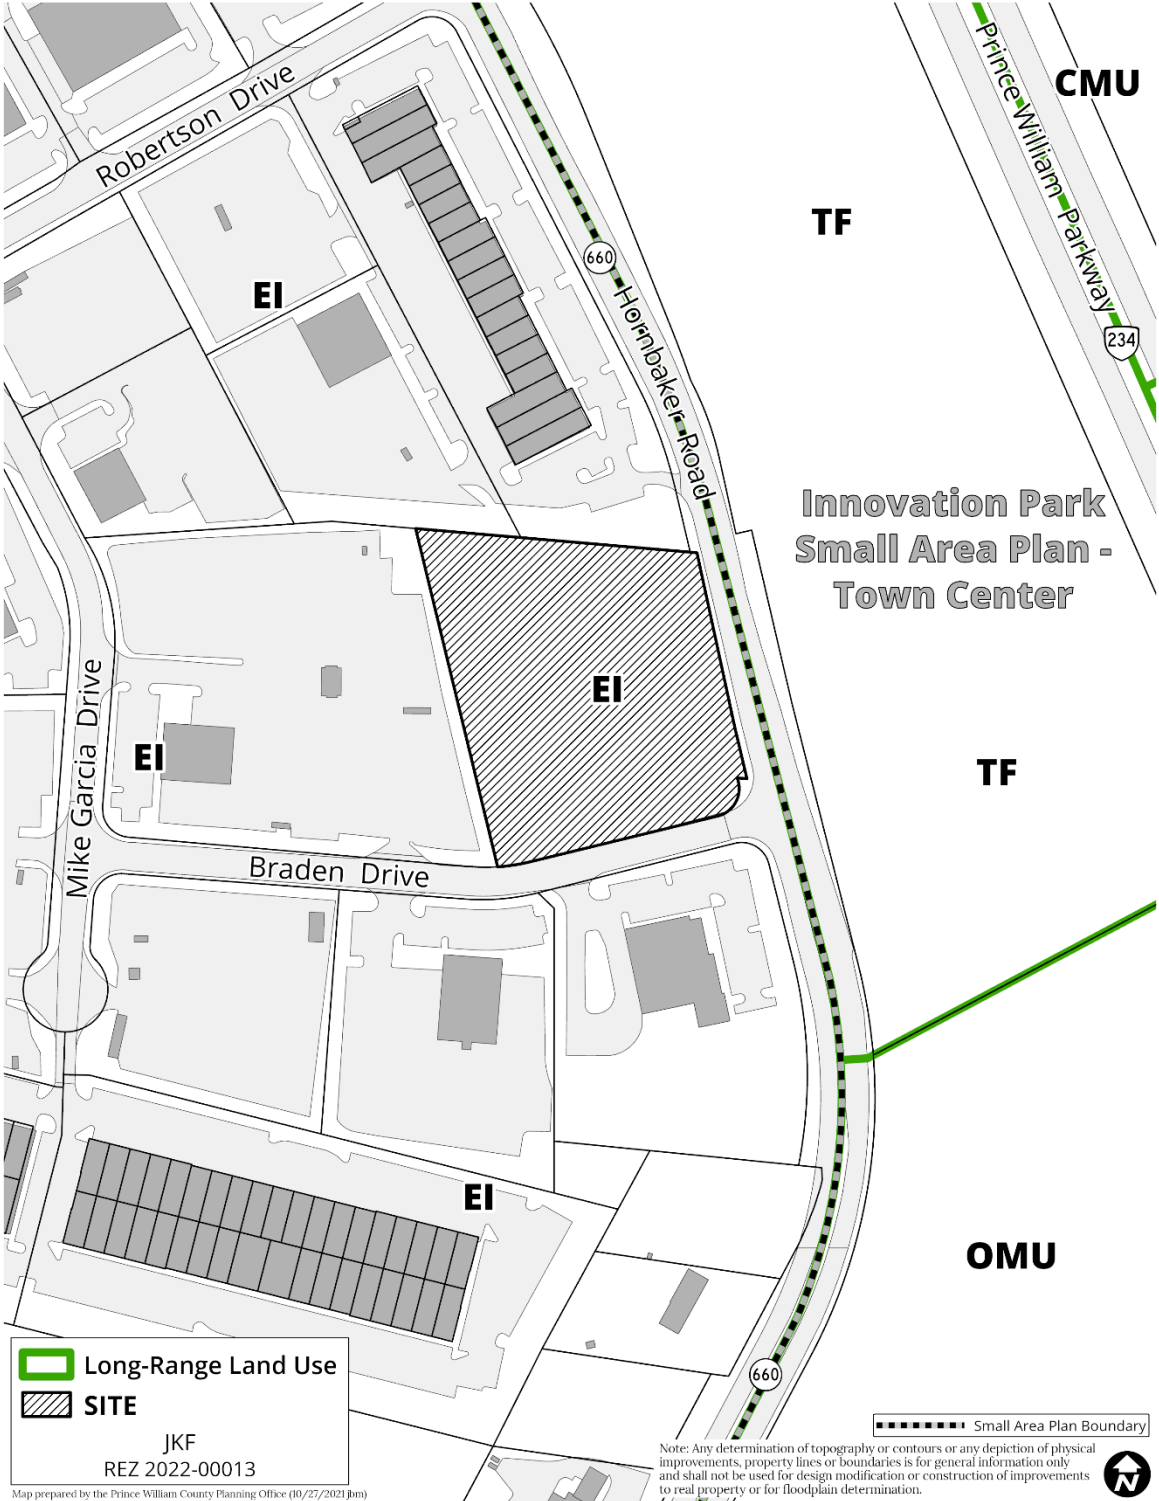 Robertson Drive
Prince William Parkway
CMU
TF
660
EI
Hornbaker Road
234
Innovation Park
Small Area Plan -
Town Center
EI
EI
TF
Mike Garcia Drive
Braden Drive
EI
OMU
660
Long-Range Land Use
SITE
JKF
REZ 2022-00013
Small Area Plan Boundary
Note: Any determination of topography or contours or any depiction of physical
improvements, property lines or boundaries is for general information only
and shall not be used for design modification or construction of improvements
to real property or for floodplain determination.
N
Map prepared by the Prince William County Planning Office (10/27/2021 jbm)